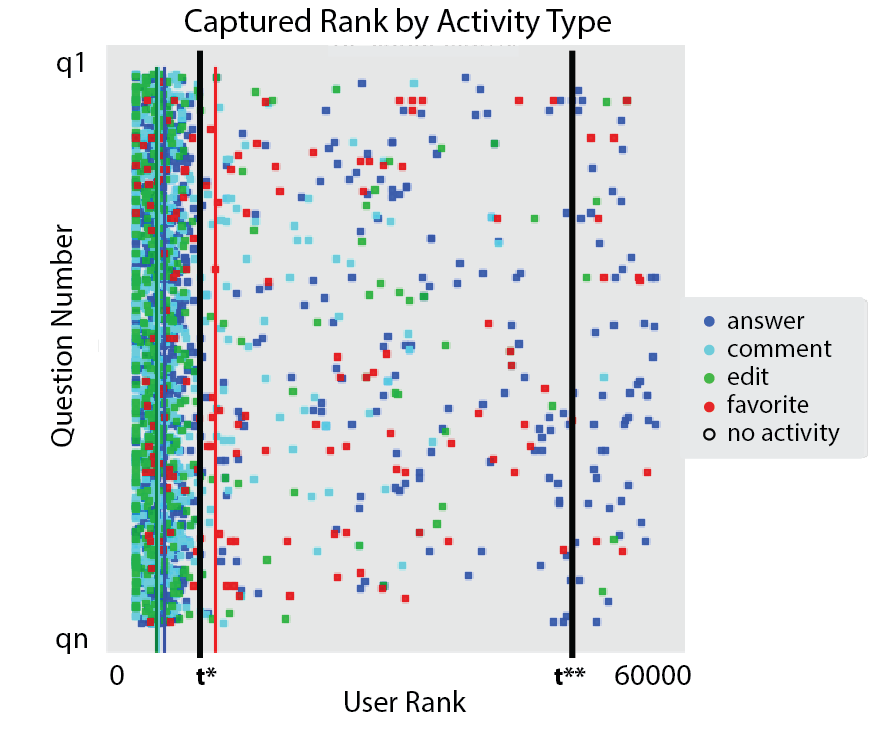 Captured Rank by Activity Type
q1
Question Number
qn
answer
comment
edit
favorite
no activity
0 t* t** 60000
User Rank